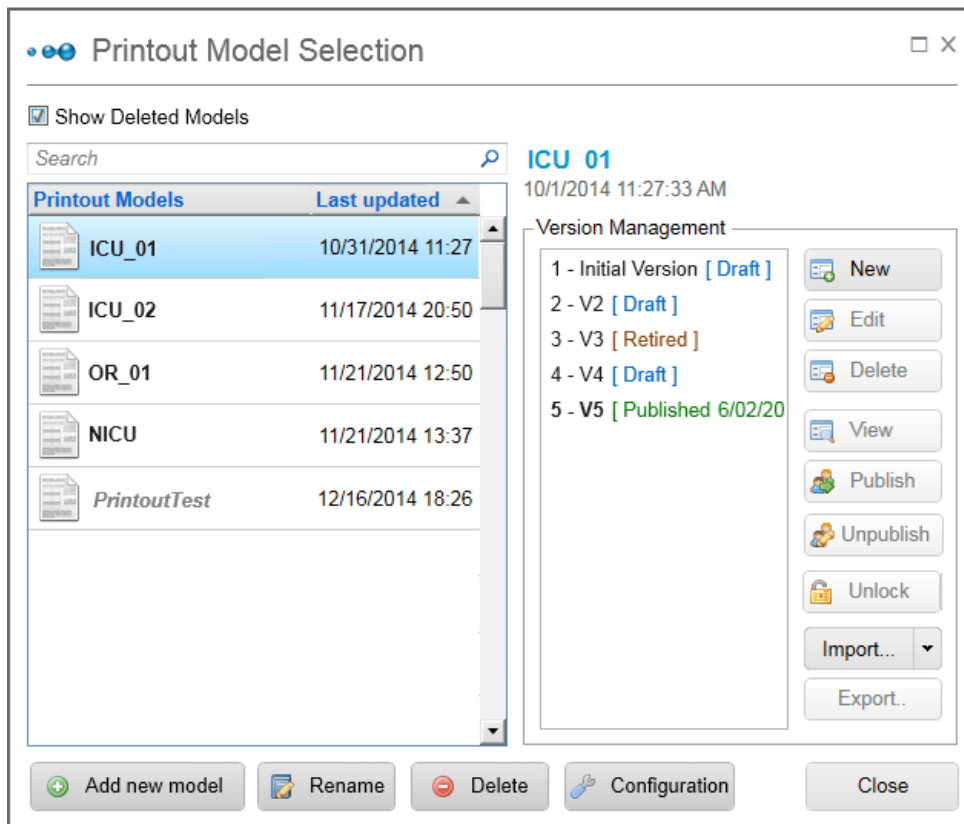 Printout Model Selection
Show Deleted Models
Search
Printout Models Last updated
ICU_01 10/31/2014 11:27
ICU_02 11/17/2014 20:50
OR_01 11/21/2014 12:50
NICU 11/21/2014 13:37
PrintoutTest 12/16/2014 18:26
ICU_01
10/1/2014 11:27:33 AM
Version Management
1 - Initial Version [ Draft ]
2 - V2 [ Draft ]
3 - V3 [ Retired ]
4 - V4 [ Draft ]
5 - V5 [ Published 6/02/20
New
Edit
Delete
View
Publish
Unpublish
Unlock
Import...
Export..
Add new model Rename Delete Configuration Close